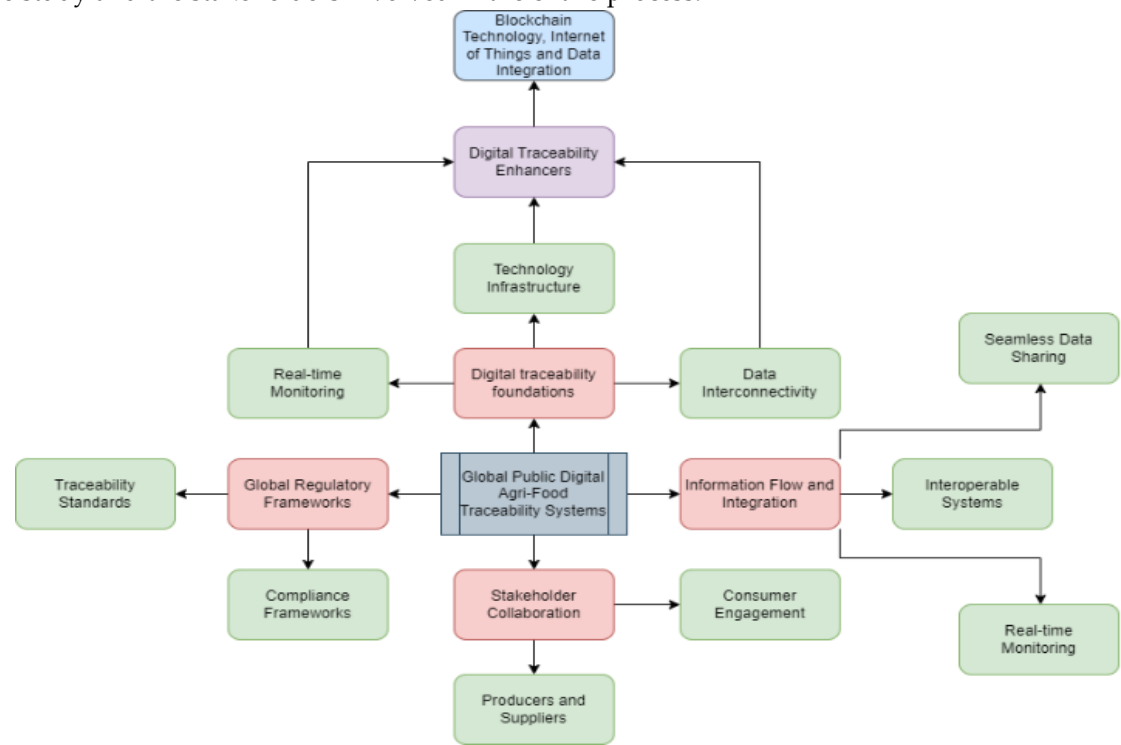 Blockchain
Technology, Internet
of Things and Data
Integration
Digital Traceability
Enhancers
Technology
Infrastructure
Seamless Data
Sharing
Real-time
Monitoring
Digital traceability
foundations
Data
Interconnectivity
Traceability
Standards
Global Regulatory
Frameworks
Global Public Digital
Agri-Food
Traceability Systems
Information Flow and
Integration
Interoperable
Systems
Compliance
Frameworks
Stakeholder
Collaboration
Consumer
Engagement
Real-time
Monitoring
Producers and
Suppliers